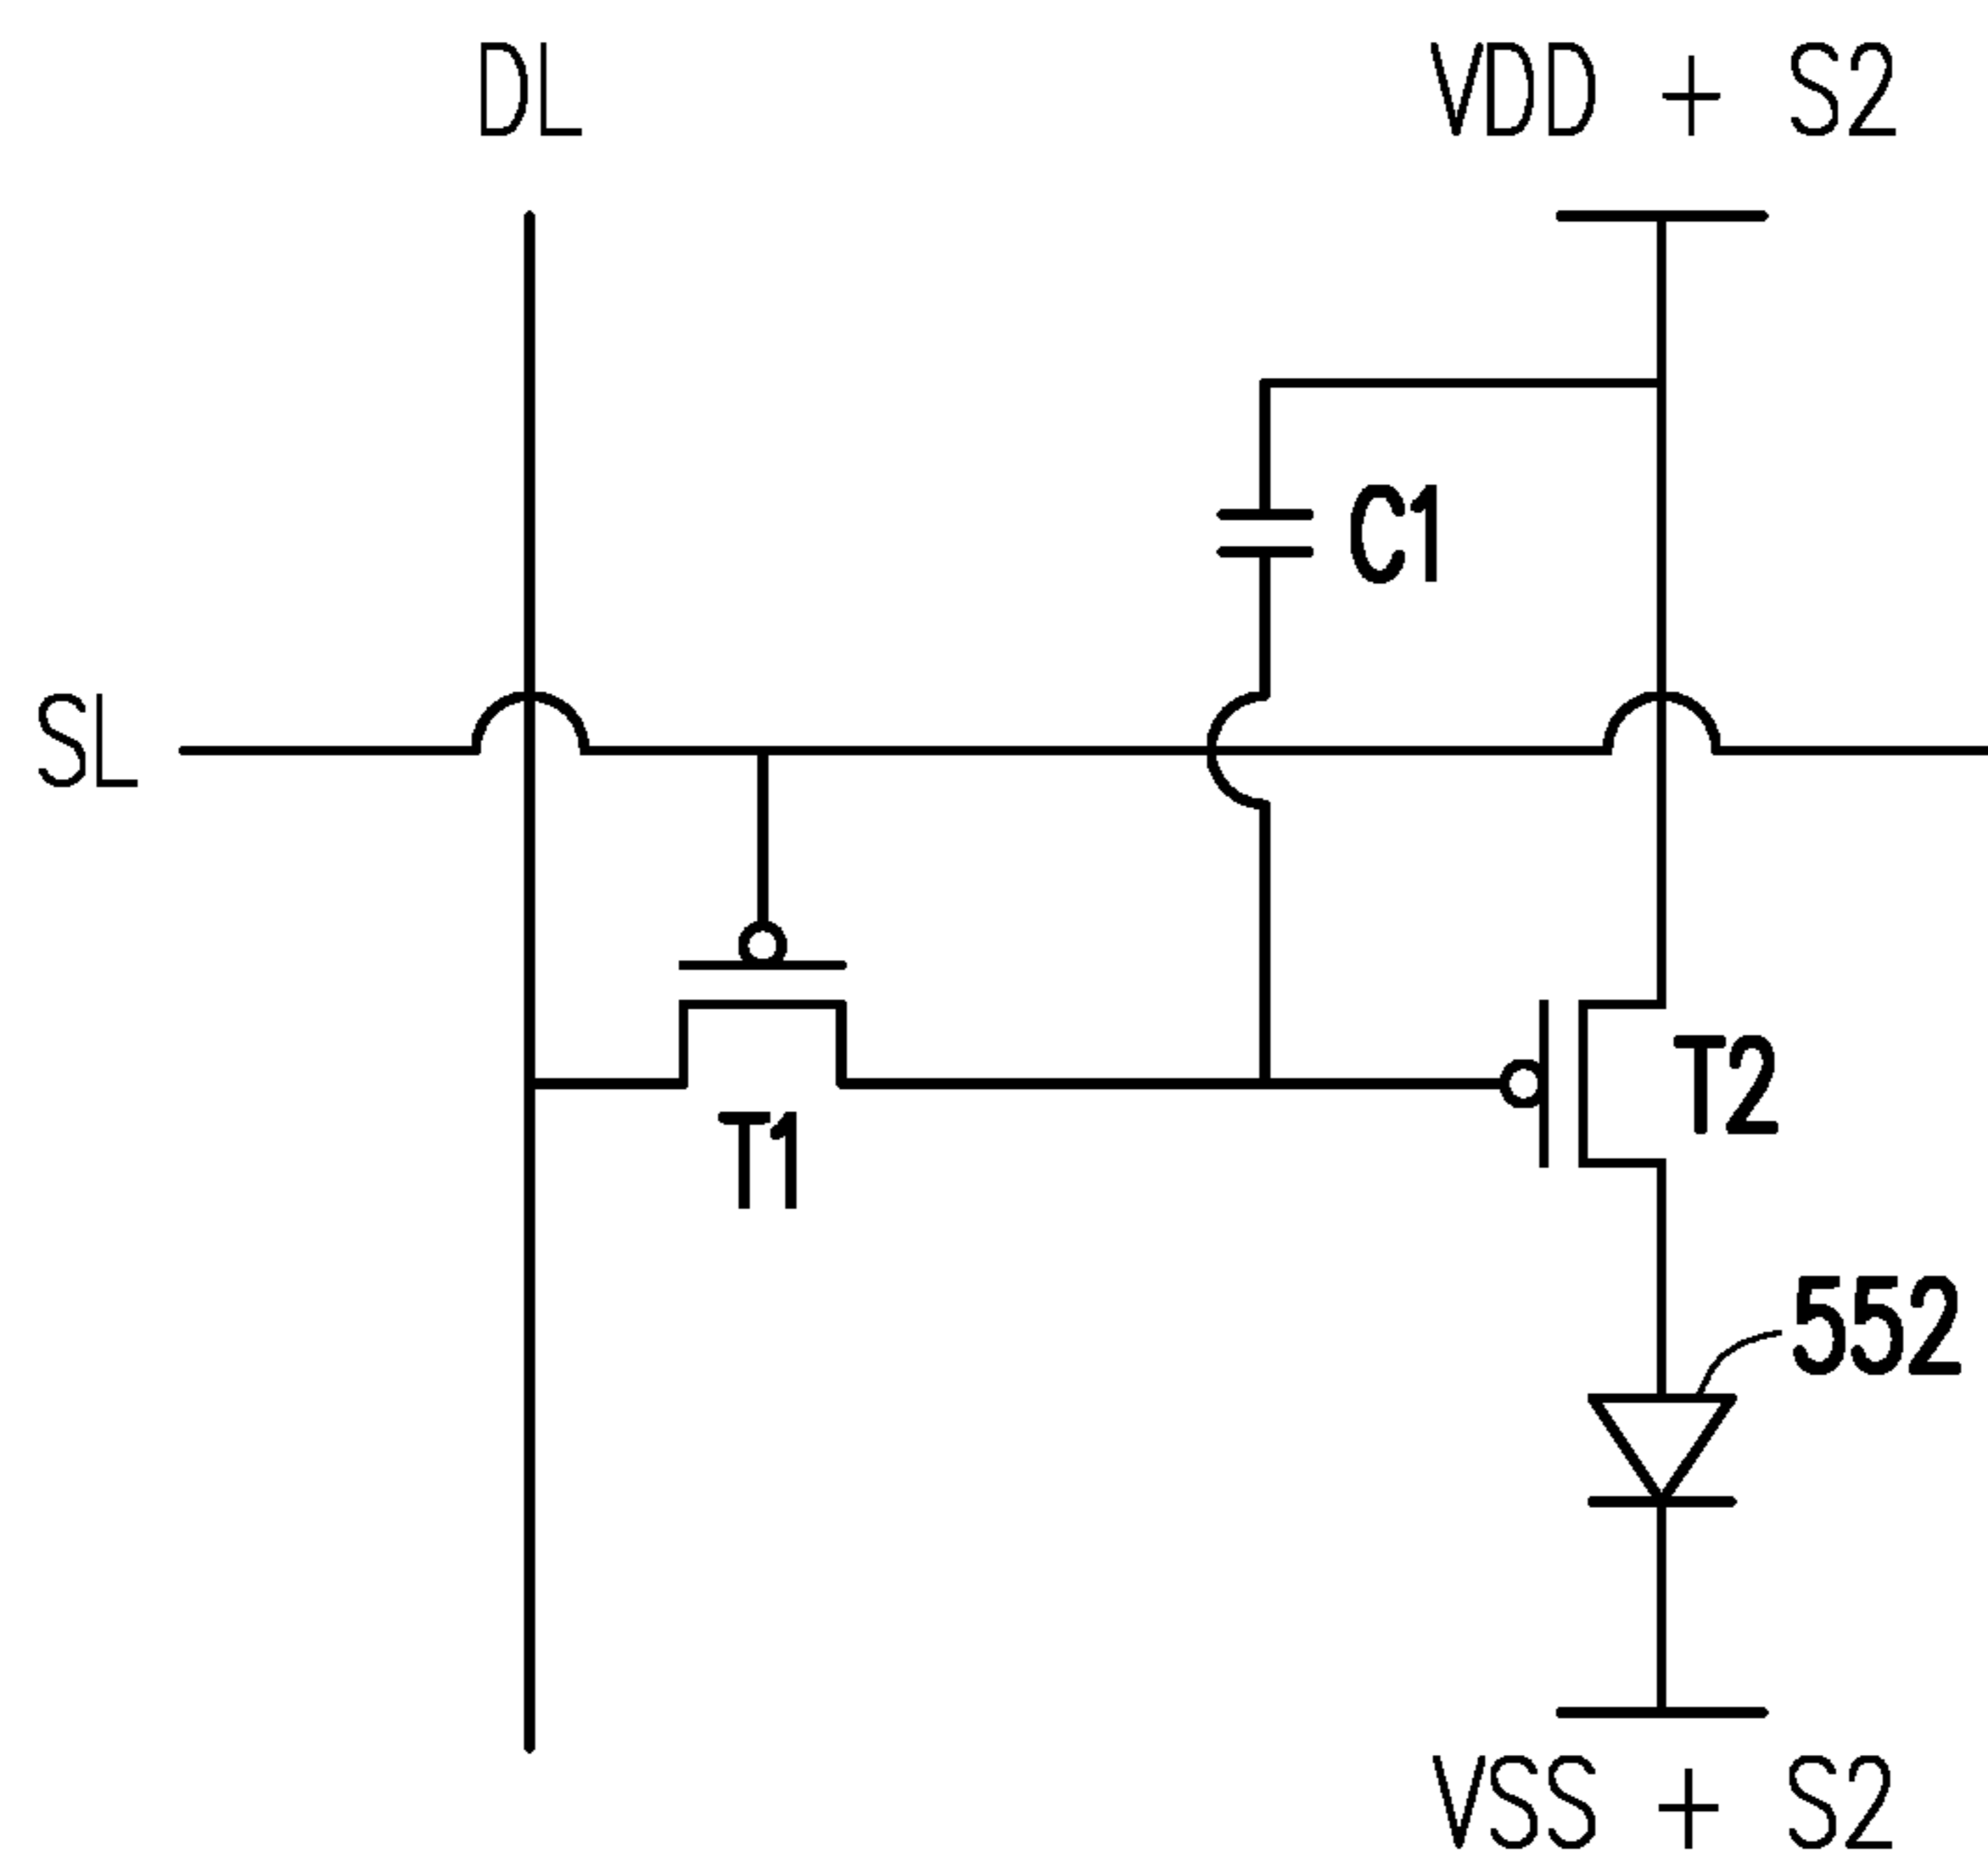 DL
VDD + S2
C1
SL
T2
T1
552
VSS + S2